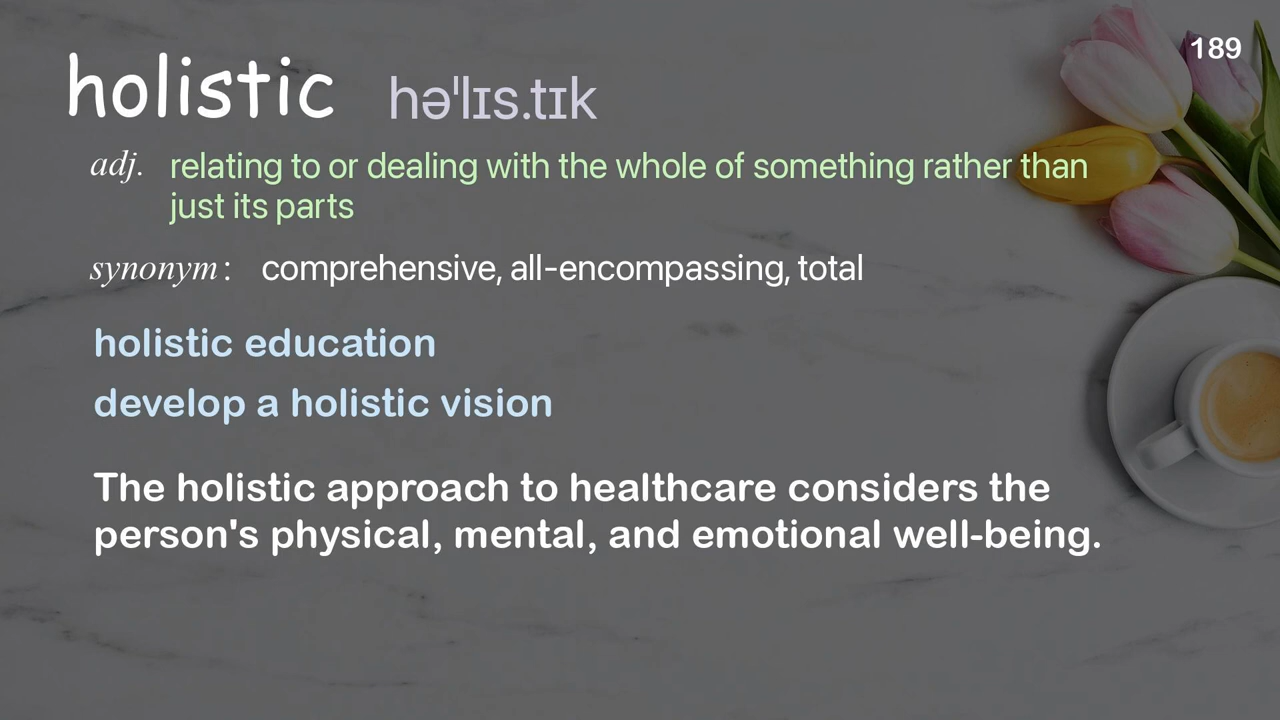 189
holistic həˈlɪs.tɪk
adj. relating to or dealing with the whole of something rather than
just its parts
synonym: comprehensive, all-encompassing, total
holistic education
develop a holistic vision
The holistic approach to healthcare considers the
person's physical, mental, and emotional well-being.